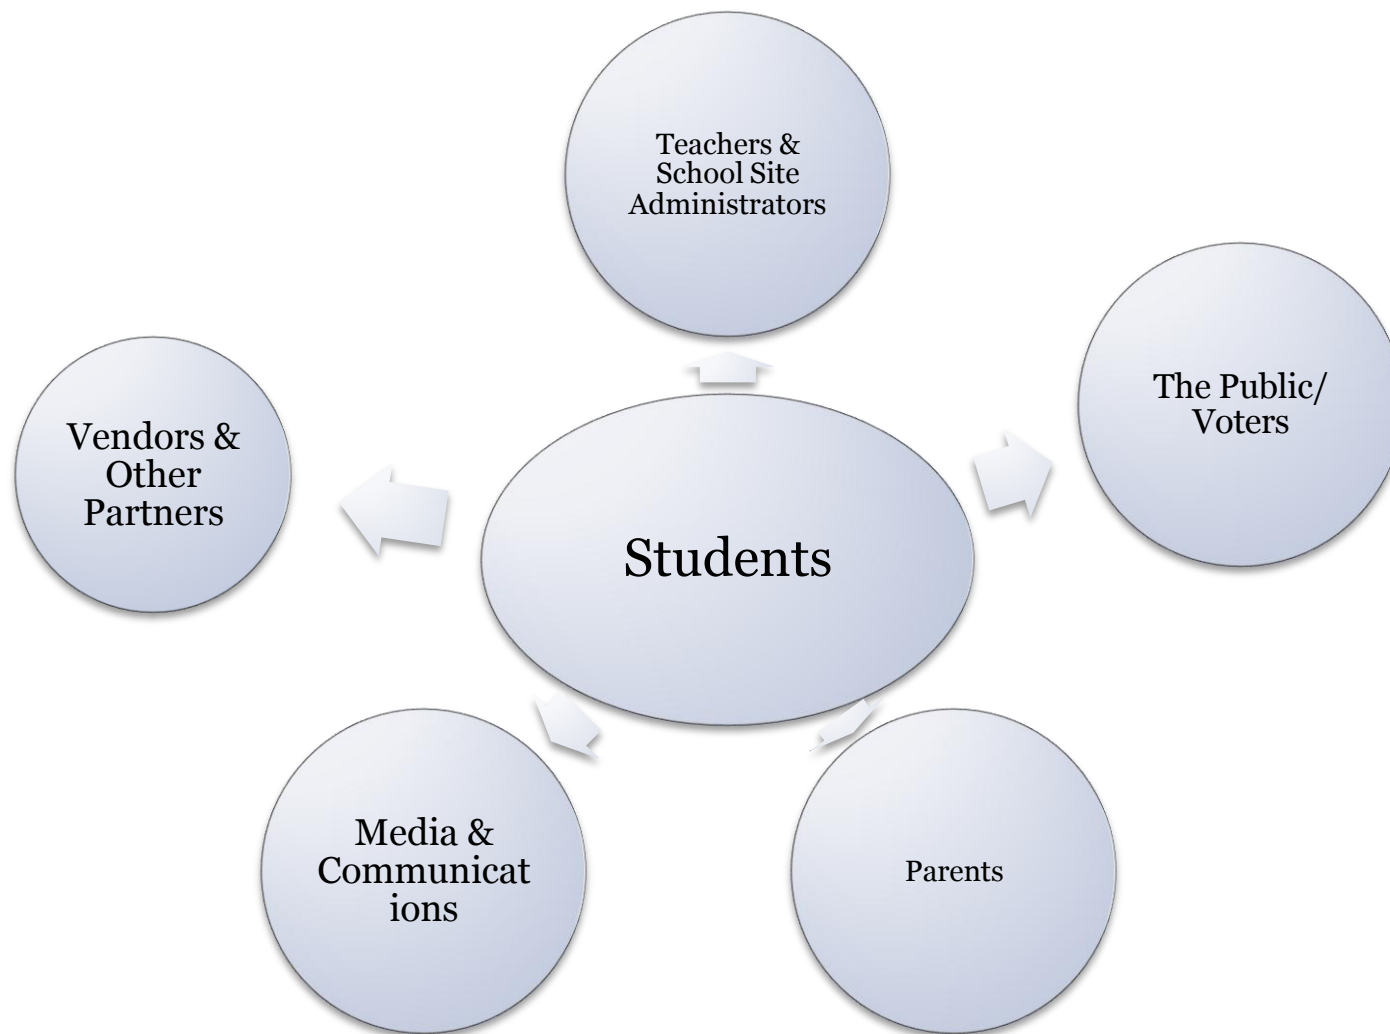 Teachers &
School Site
Administrators
The Public/
Voters
Vendors &
Other
Partners
Students
Media &
Communicat
ions
Parents